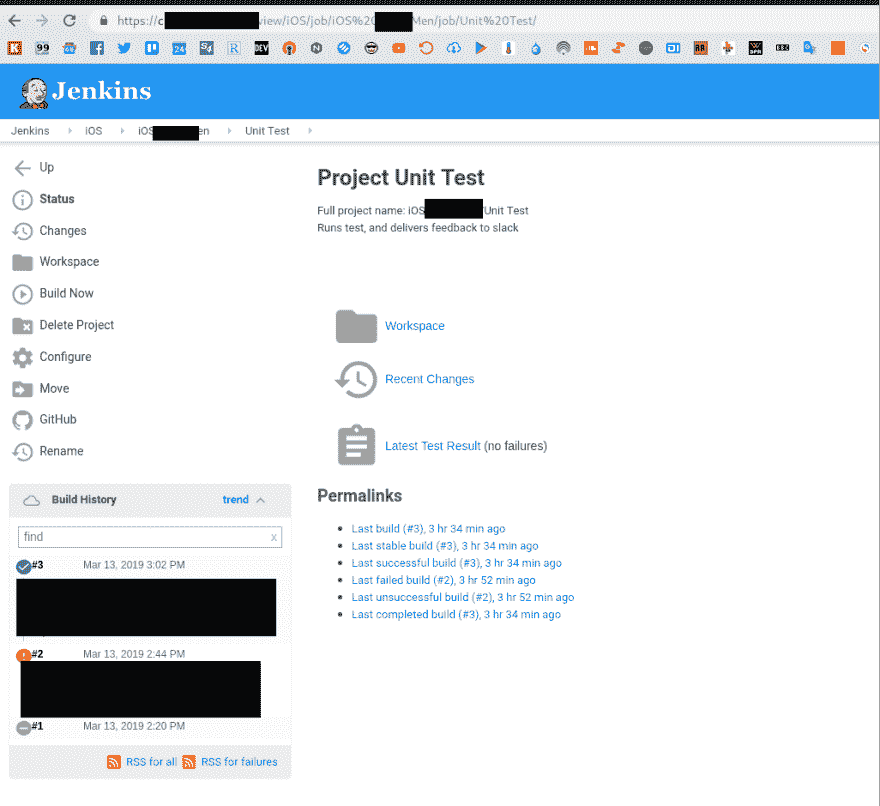 https://c view/iOS/job/iOS%20 Men/job/Unit%20Test/
99 24 S4 R DEV N
Jenkins
Jenkins iOS iOS en Unit Test
Up
Status
Changes
Workspace
Build Now
Delete Project
Configure
Move
GitHub
Rename
Build History trend
find x
#3 Mar 13, 2019 3:02 PM
#2 Mar 13, 2019 2:44 PM
#1 Mar 13, 2019 2:20 PM
RSS for all RSS for failures
Project Unit Test
Full project name: iOS /Unit Test
Runs test, and delivers feedback to slack
Workspace
Recent Changes
Latest Test Result (no failures)
Permalinks
Last build (#3), 3 hr 34 min ago
Last stable build (#3), 3 hr 34 min ago
Last successful build (#3), 3 hr 34 min ago
Last failed build (#2), 3 hr 52 min ago
Last unsuccessful build (#2), 3 hr 52 min ago
Last completed build (#3), 3 hr 34 min ago